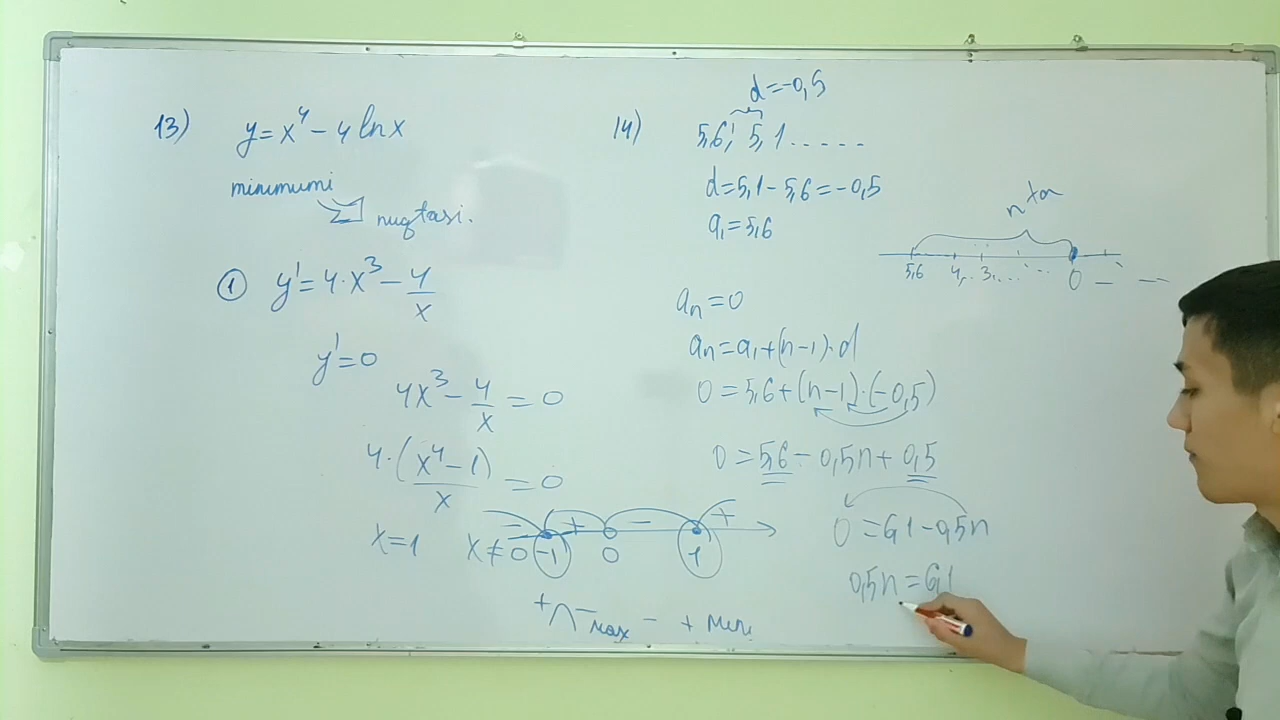 13) y=x⁴-4lnx
minimumi
nuqtasi.
① y'=4·x³-4/x
y'=0
4x³-4/x=0
4·(x⁴-1)/x=0
x=1 x≠0
- + - +
-1 0 1
+ - max - + min
14) 5,6; 5,1.....
d=-0,5
d=5,1-5,6=-0,5
a₁=5,6
n ta
5,6 4,.. 3,.... 0
aₙ=0
aₙ=a₁+(n-1)·d
0=5,6+(n-1)·(-0,5)
0=5,6-0,5n+0,5
0=6,1-0,5n
0,5n=6,1